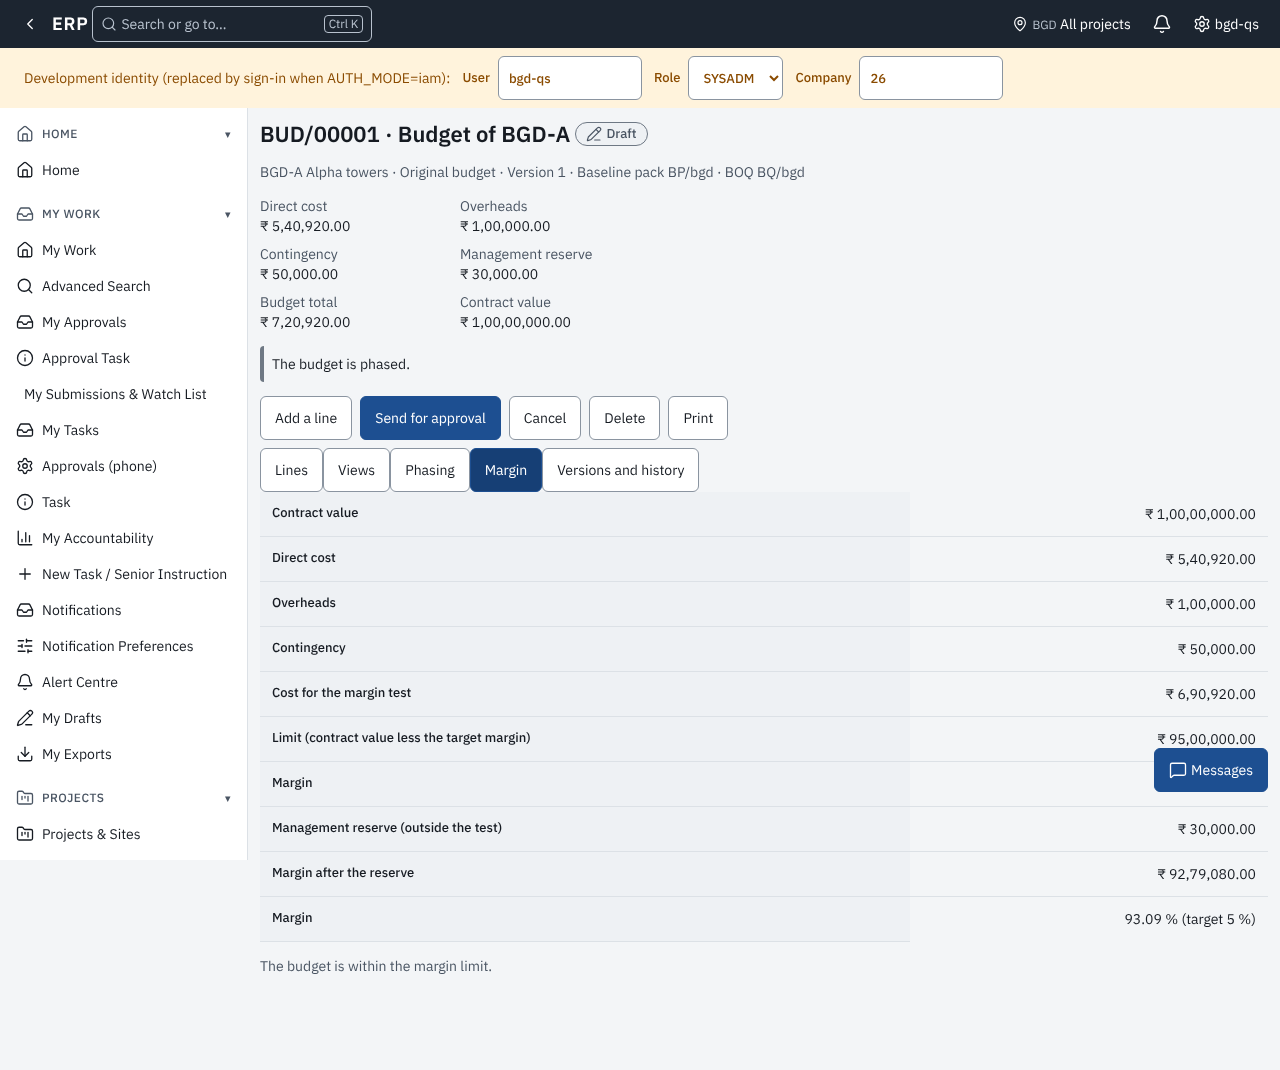 ERP Search or go to... Ctrl K BGD All projects bgd-qs
Development identity (replaced by sign-in when AUTH_MODE=iam): User bgd-qs Role SYSADM Company 26
HOME
Home
MY WORK
My Work
Advanced Search
My Approvals
Approval Task
My Submissions & Watch List
My Tasks
Approvals (phone)
Task
My Accountability
New Task / Senior Instruction
Notifications
Notification Preferences
Alert Centre
My Drafts
My Exports
PROJECTS
Projects & Sites
BUD/00001 · Budget of BGD-A Draft
BGD-A Alpha towers · Original budget · Version 1 · Baseline pack BP/bgd · BOQ BQ/bgd
Direct cost Overheads
₹ 5,40,920.00 ₹ 1,00,000.00
Contingency Management reserve
₹ 50,000.00 ₹ 30,000.00
Budget total Contract value
₹ 7,20,920.00 ₹ 1,00,00,000.00
The budget is phased.
Add a line Send for approval Cancel Delete Print
Lines Views Phasing Margin Versions and history
Contract value ₹ 1,00,00,000.00
Direct cost ₹ 5,40,920.00
Overheads ₹ 1,00,000.00
Contingency ₹ 50,000.00
Cost for the margin test ₹ 6,90,920.00
Limit (contract value less the target margin) ₹ 95,00,000.00
Margin
Messages
Management reserve (outside the test) ₹ 30,000.00
Margin after the reserve ₹ 92,79,080.00
Margin 93.09 % (target 5 %)
The budget is within the margin limit.